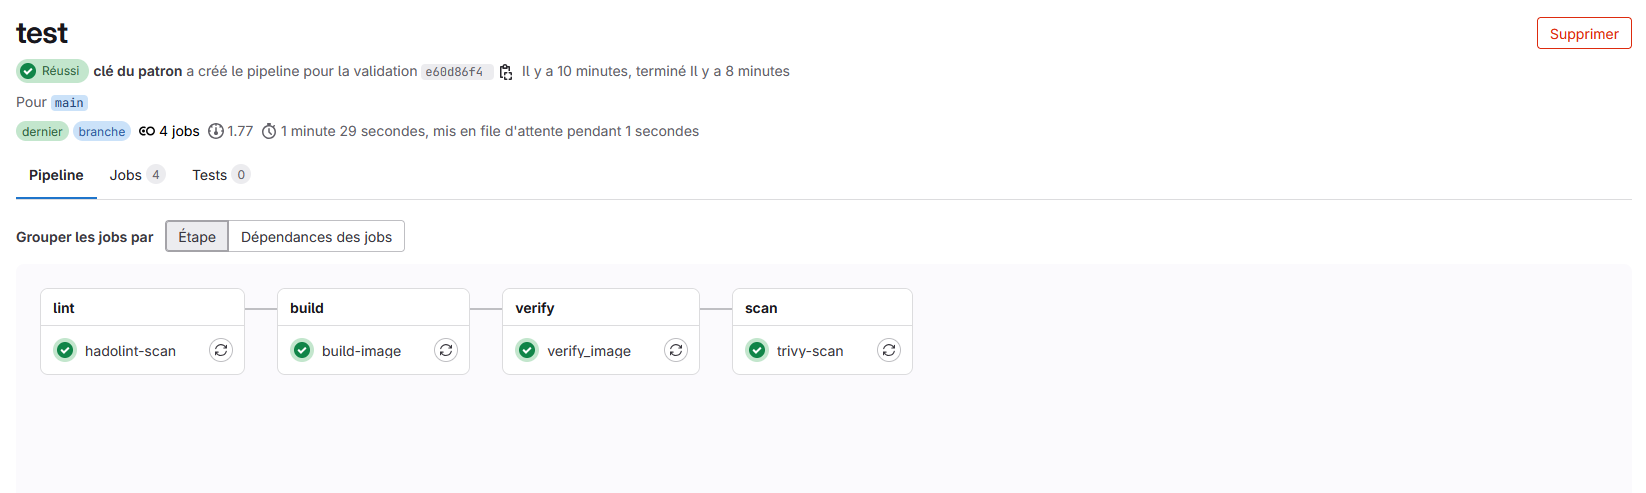 test
Supprimer
Réussi clé du patron a créé le pipeline pour la validation e60d86f4 Il y a 10 minutes, terminé Il y a 8 minutes
Pour main
dernier branche 4 jobs 1.77 1 minute 29 secondes, mis en file d'attente pendant 1 secondes
Pipeline Jobs 4 Tests 0
Grouper les jobs par Étape Dépendances des jobs
lint build verify scan
hadolint-scan build-image verify_image trivy-scan